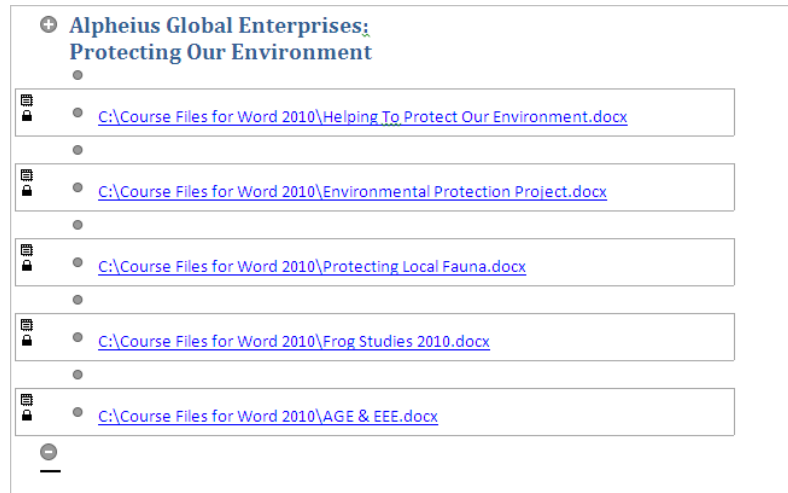 Alpheius Global Enterprises:
Protecting Our Environment
C:\Course Files for Word 2010\Helping To Protect Our Environment.docx
C:\Course Files for Word 2010\Environmental Protection Project.docx
C:\Course Files for Word 2010\Protecting Local Fauna.docx
C:\Course Files for Word 2010\Frog Studies 2010.docx
C:\Course Files for Word 2010\AGE & EEE.docx